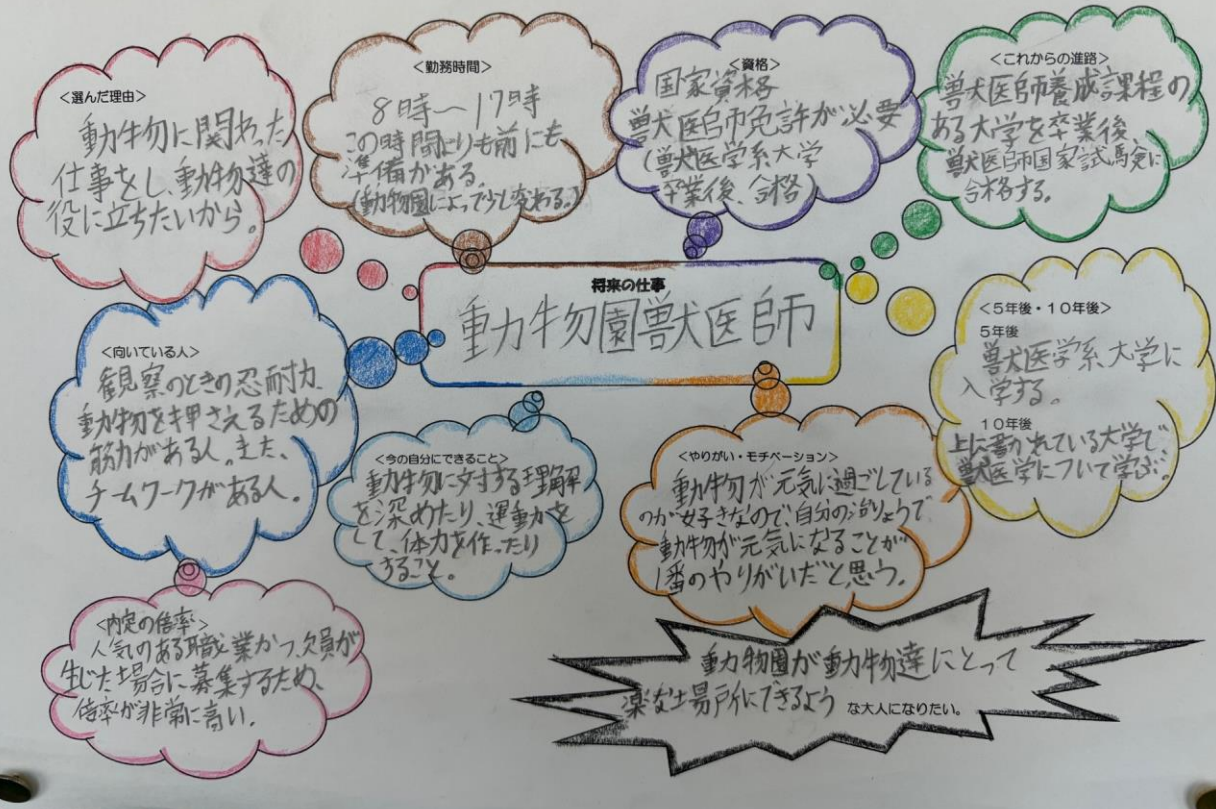 <選んだ理由>
動物に関わった
仕事をし、動物達の
役に立ちたいから。
<勤務時間>
8時〜17時
この時間よりも前にも
準備がある。
(動物園によって少し変わる。)
<資格>
国家資格
獣医師免許が必要
(獣医学系大学
卒業後、合格)
<これからの進路>
獣医師養成課程の
ある大学を卒業後、
獣医師国家試験に
合格する。
将来の仕事
動物園獣医師
<向いている人>
観察のときの忍耐力、
動物を押さえるための
筋力がある人。また、
チームワークがある人。
<今の自分にできること>
動物に対する理解
を深めたり、運動を
して、体力を作ったり
すること。
<やりがい・モチベーション>
動物が元気に過ごしている
のが好きなので、自分の治りょうで
動物が元気になることが
1番のやりがいだと思う。
<5年後・10年後>
5年後
獣医学系大学に
入学する。
10年後
上に書かれている大学で、
獣医学について学ぶ。
<内定の倍率>
人気のある職業かつ、欠員が
生じた場合に募集するため、
倍率が非常に高い。
動物園が動物達にとって
楽な場所にできるよう な大人になりたい。